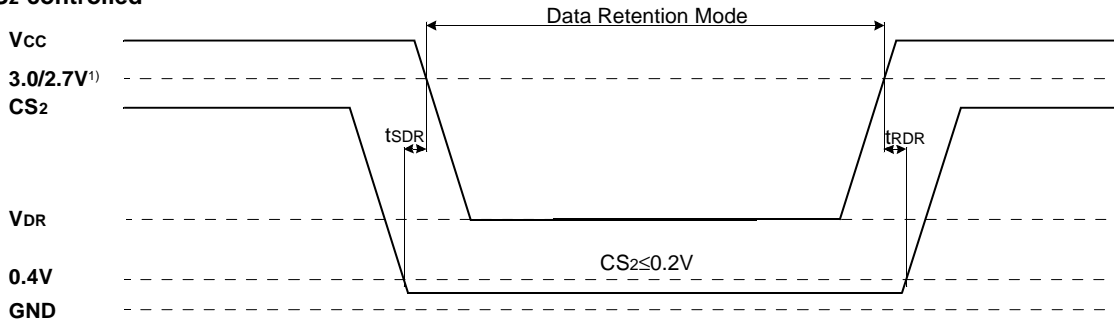 CS2 controlled
Data Retention Mode
VCC
3.0/2.7V1)
CS2
tSDR
tRDR
VDR
CS2≤0.2V
0.4V
GND